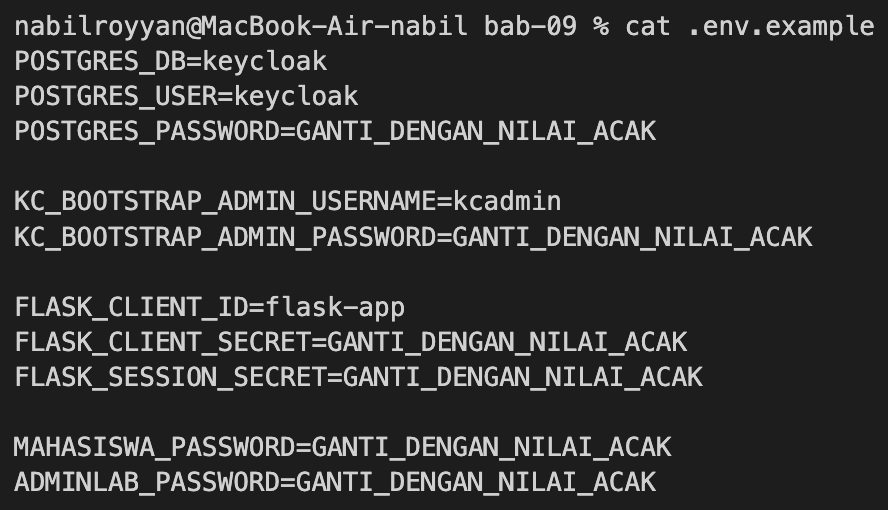 nabilroyyan@MacBook-Air-nabil bab-09 % cat .env.example
POSTGRES_DB=keycloak
POSTGRES_USER=keycloak
POSTGRES_PASSWORD=GANTI_DENGAN_NILAI_ACAK
KC_BOOTSTRAP_ADMIN_USERNAME=kcadmin
KC_BOOTSTRAP_ADMIN_PASSWORD=GANTI_DENGAN_NILAI_ACAK
FLASK_CLIENT_ID=flask-app
FLASK_CLIENT_SECRET=GANTI_DENGAN_NILAI_ACAK
FLASK_SESSION_SECRET=GANTI_DENGAN_NILAI_ACAK
MAHASISWA_PASSWORD=GANTI_DENGAN_NILAI_ACAK
ADMINLAB_PASSWORD=GANTI_DENGAN_NILAI_ACAK